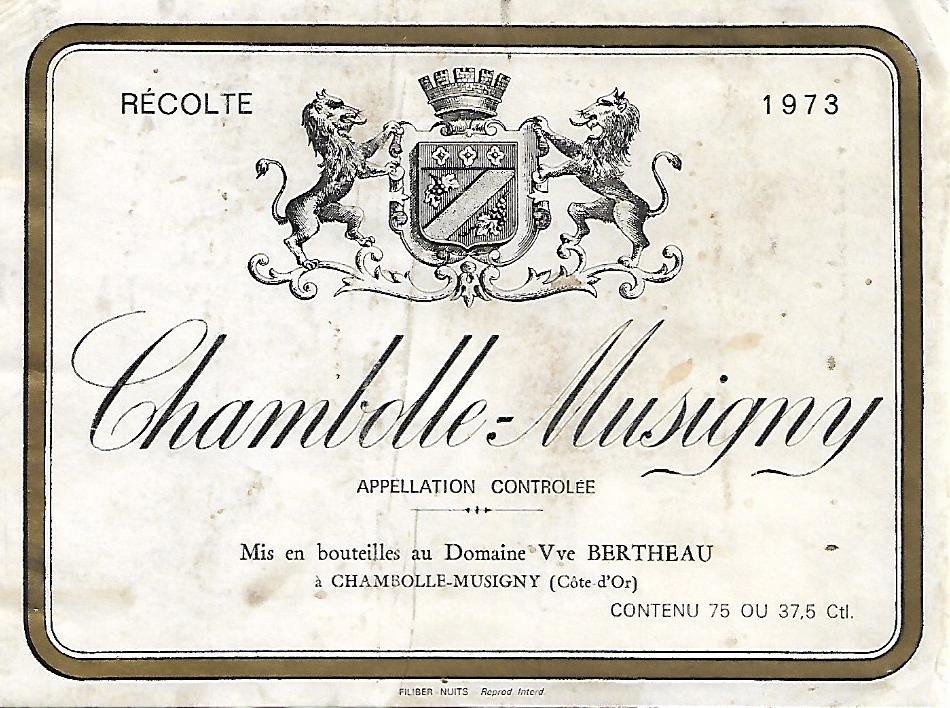 RÉCOLTE 1973
Chambolle-Musigny
APPELLATION CONTROLÉE
Mis en bouteilles au Domaine Vve BERTHEAU
à CHAMBOLLE-MUSIGNY (Côte-d'Or)
CONTENU 75 OU 37,5 Ctl.
FILIBER NUITS Reprod. Interd.